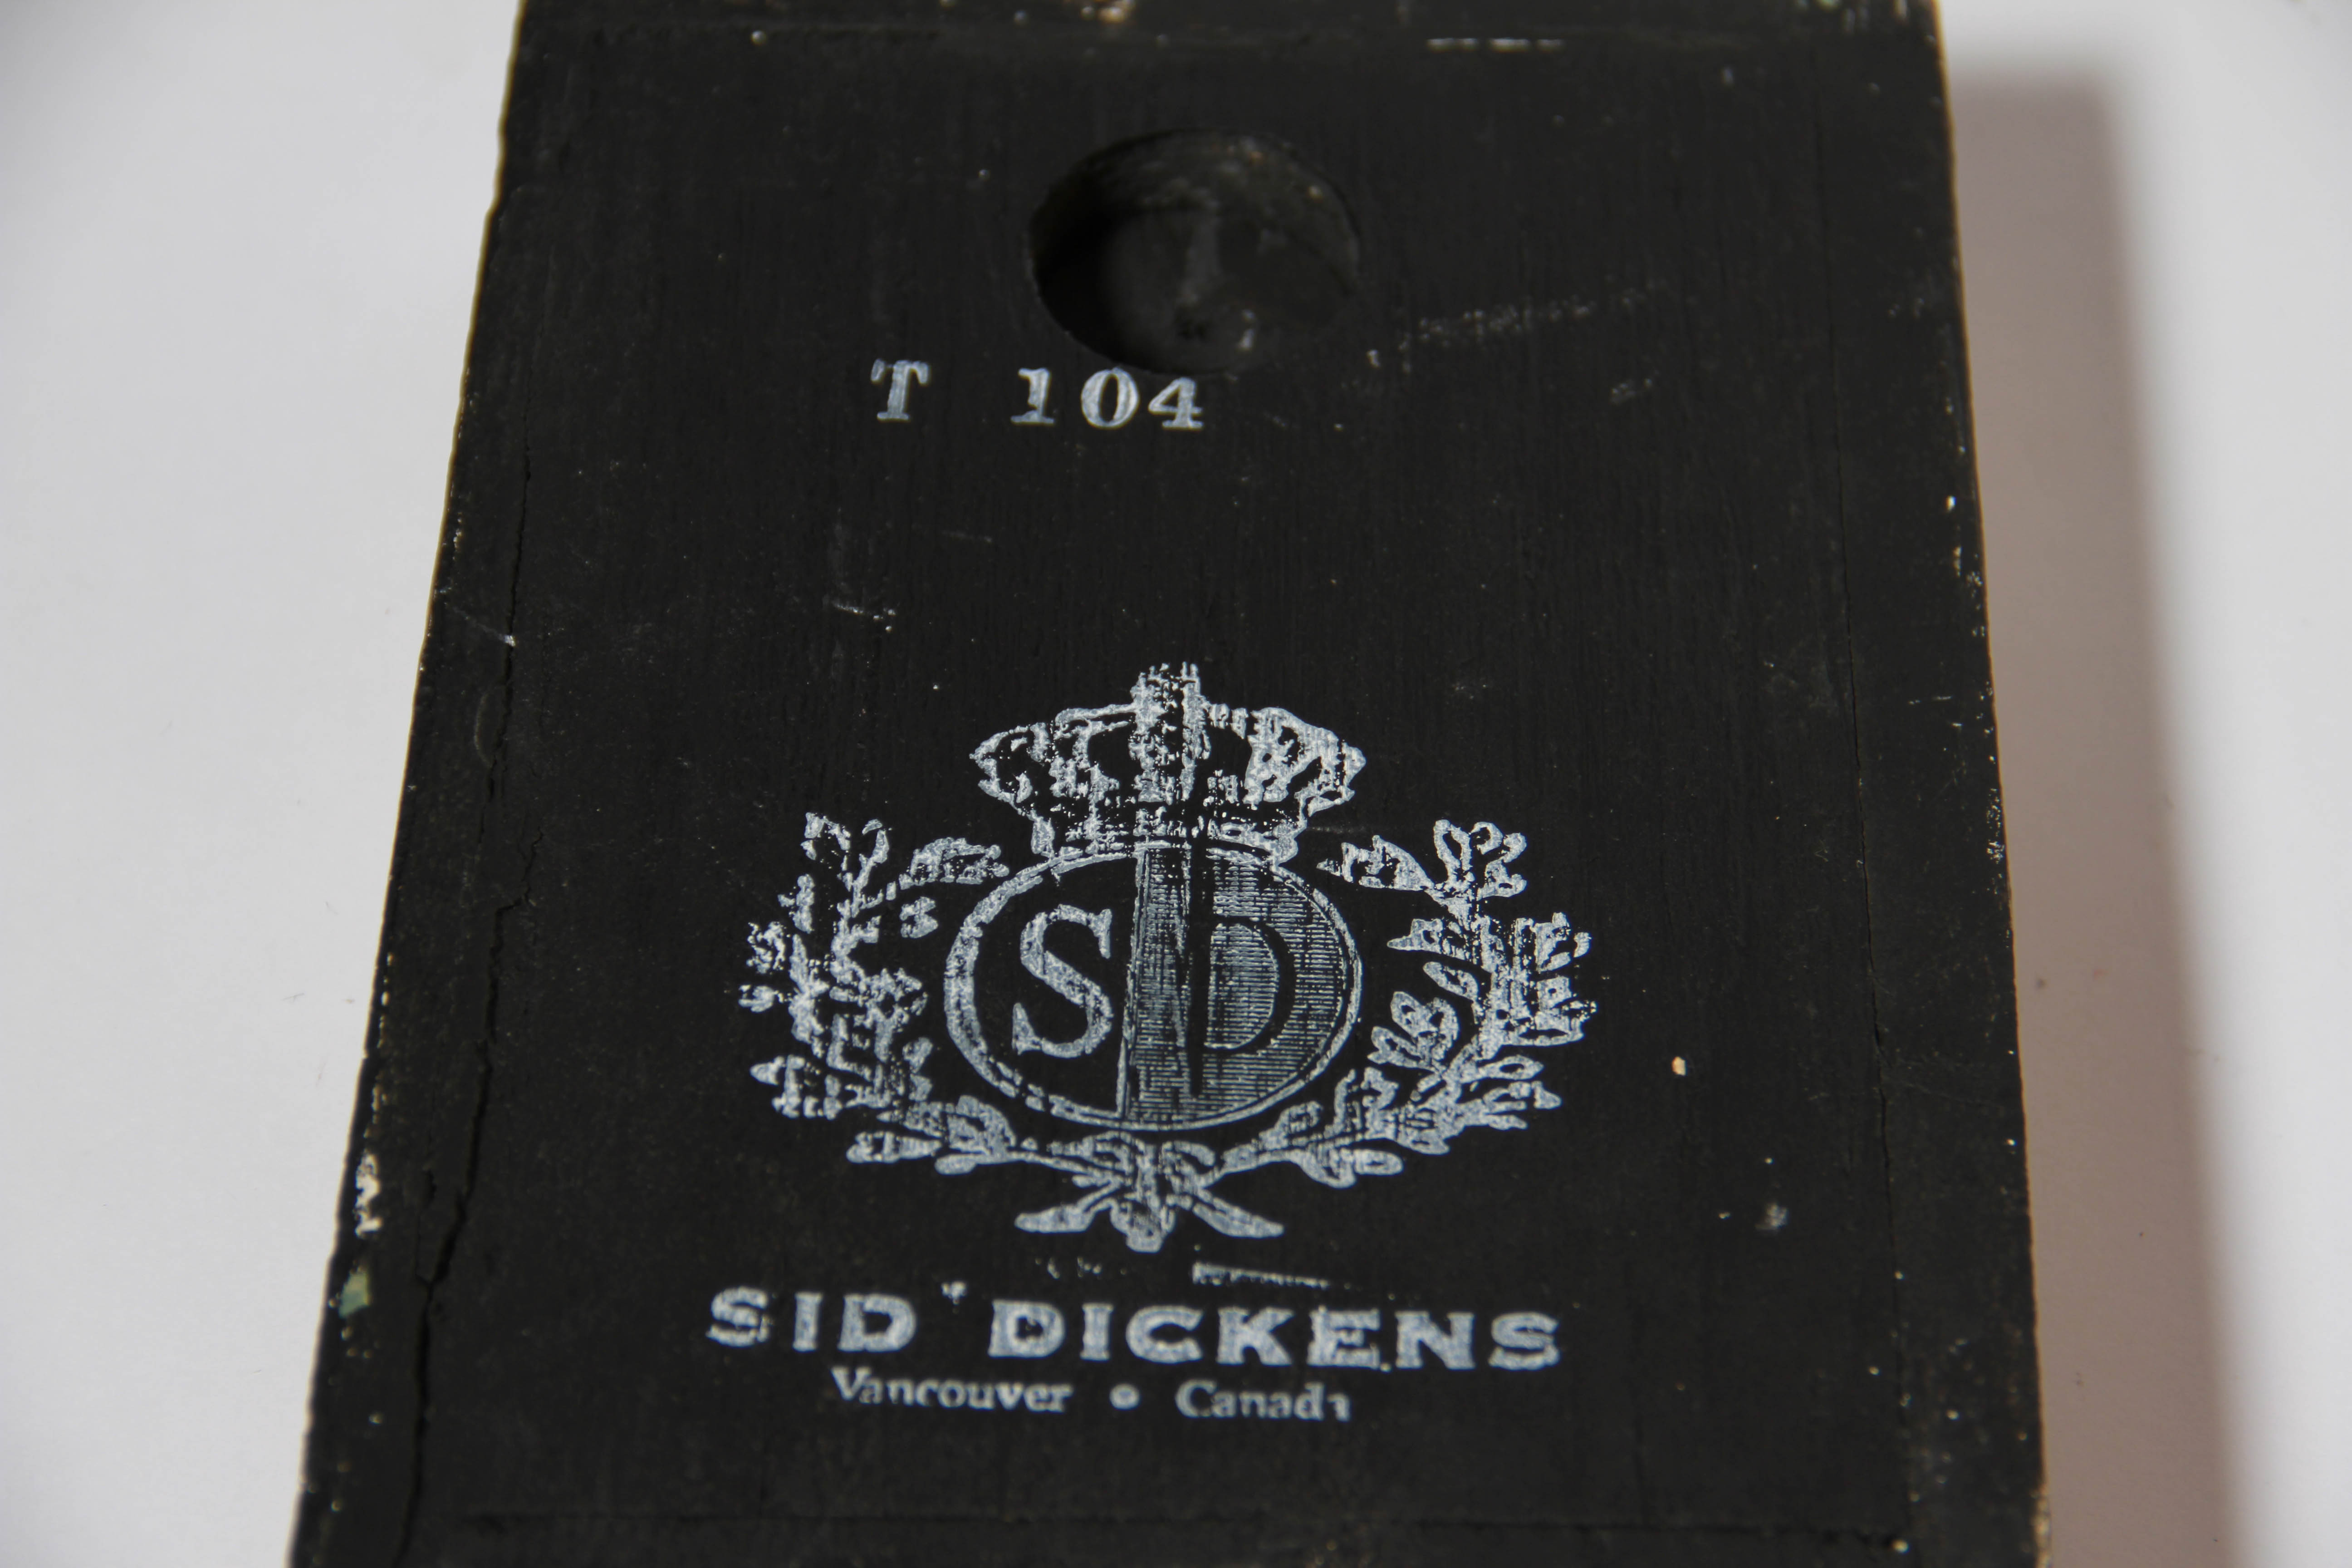 T 104
SD
SID DICKENS
Vancouver • Canada